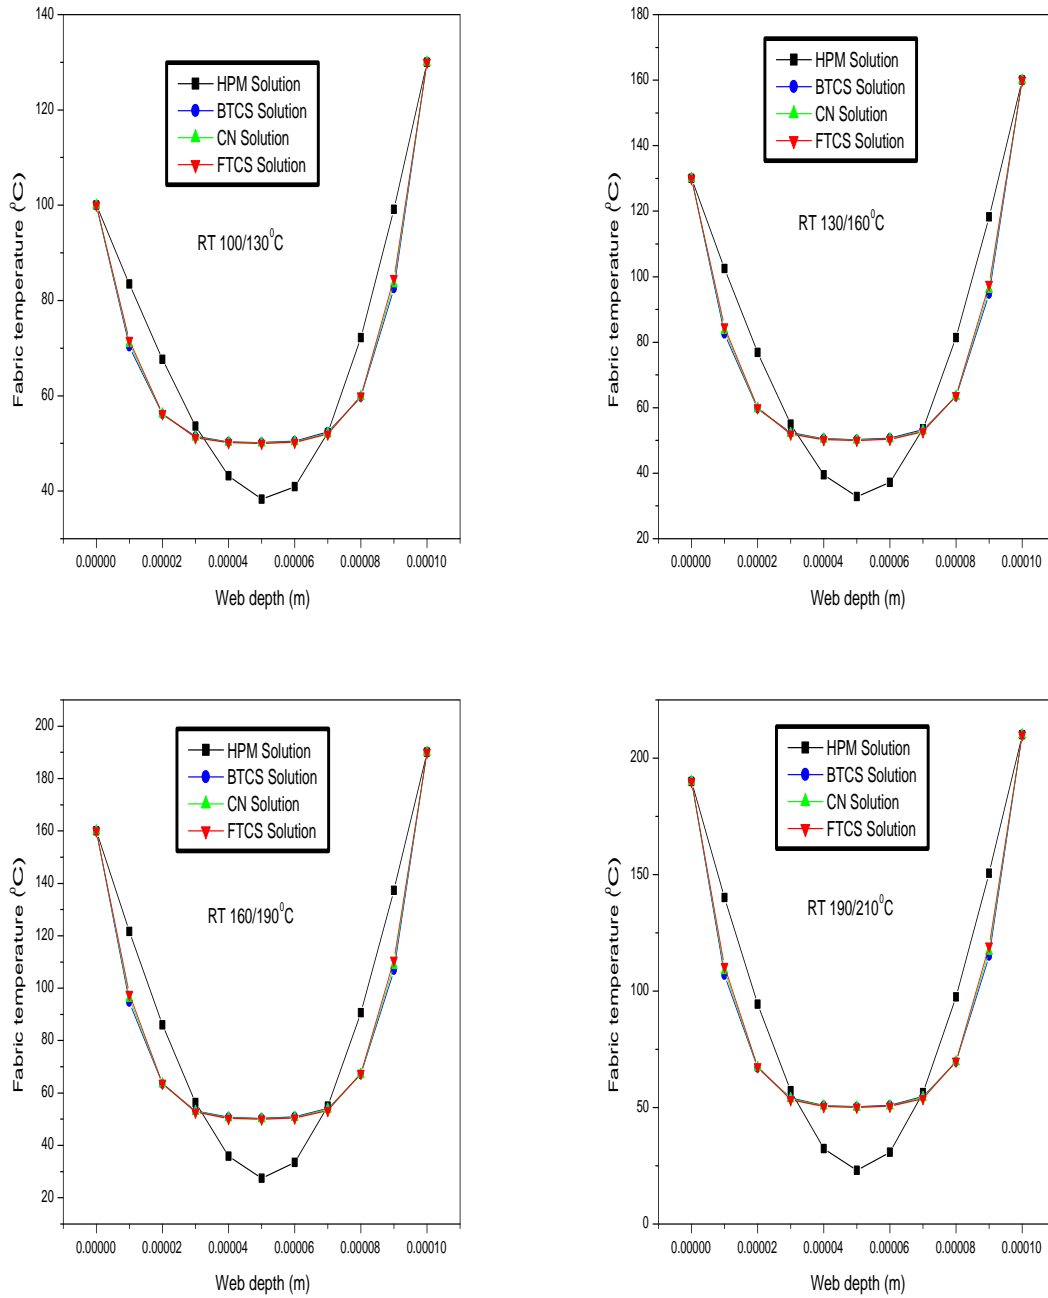 140
120
100
80
60
40
Fabric temperature (⁰C)
HPM Solution
BTCS Solution
CN Solution
FTCS Solution
RT 100/130⁰C
0.00000 0.00002 0.00004 0.00006 0.00008 0.00010
Web depth (m)
180
160
140
120
100
80
60
40
20
Fabric temperature (⁰C)
HPM Solution
BTCS Solution
CN Solution
FTCS Solution
RT 130/160⁰C
0.00000 0.00002 0.00004 0.00006 0.00008 0.00010
Web depth (m)
200
180
160
140
120
100
80
60
40
20
Fabric temperature (⁰C)
HPM Solution
BTCS Solution
CN Solution
FTCS Solution
RT 160/190⁰C
0.00000 0.00002 0.00004 0.00006 0.00008 0.00010
Web depth (m)
200
150
100
50
0
Fabric temperature (⁰C)
HPM Solution
BTCS Solution
CN Solution
FTCS Solution
RT 190/210⁰C
0.00000 0.00002 0.00004 0.00006 0.00008 0.00010
Web depth (m)